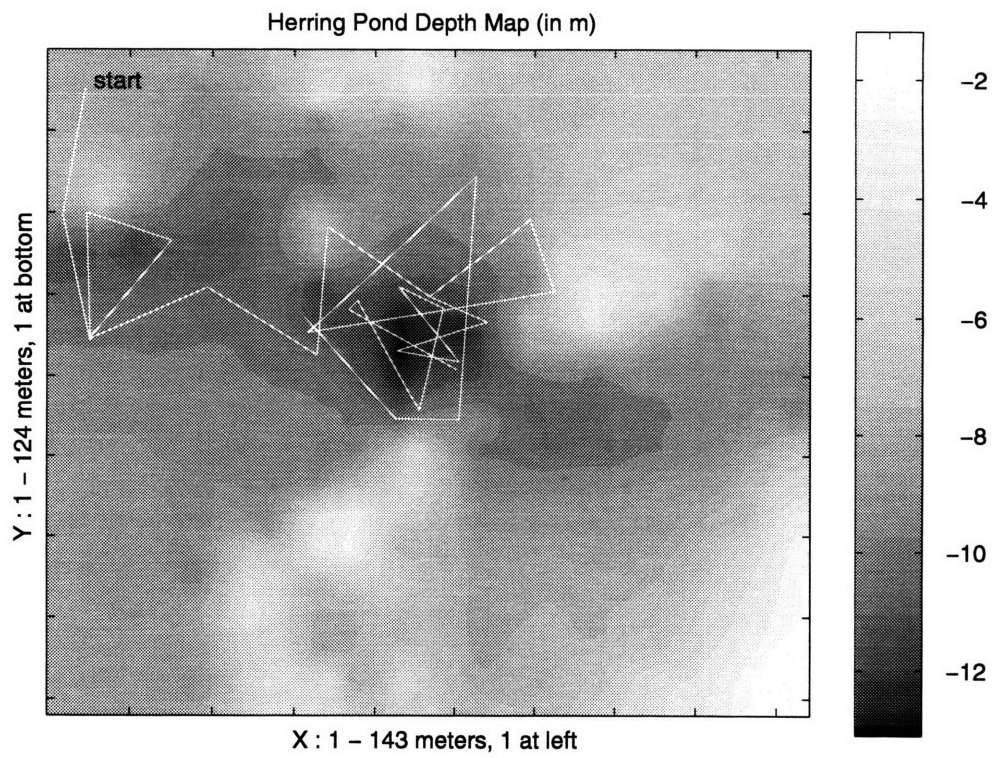 Herring Pond Depth Map (in m)
start
Y : 1 – 124 meters, 1 at bottom
X : 1 – 143 meters, 1 at left
−2
−4
−6
−8
−10
−12